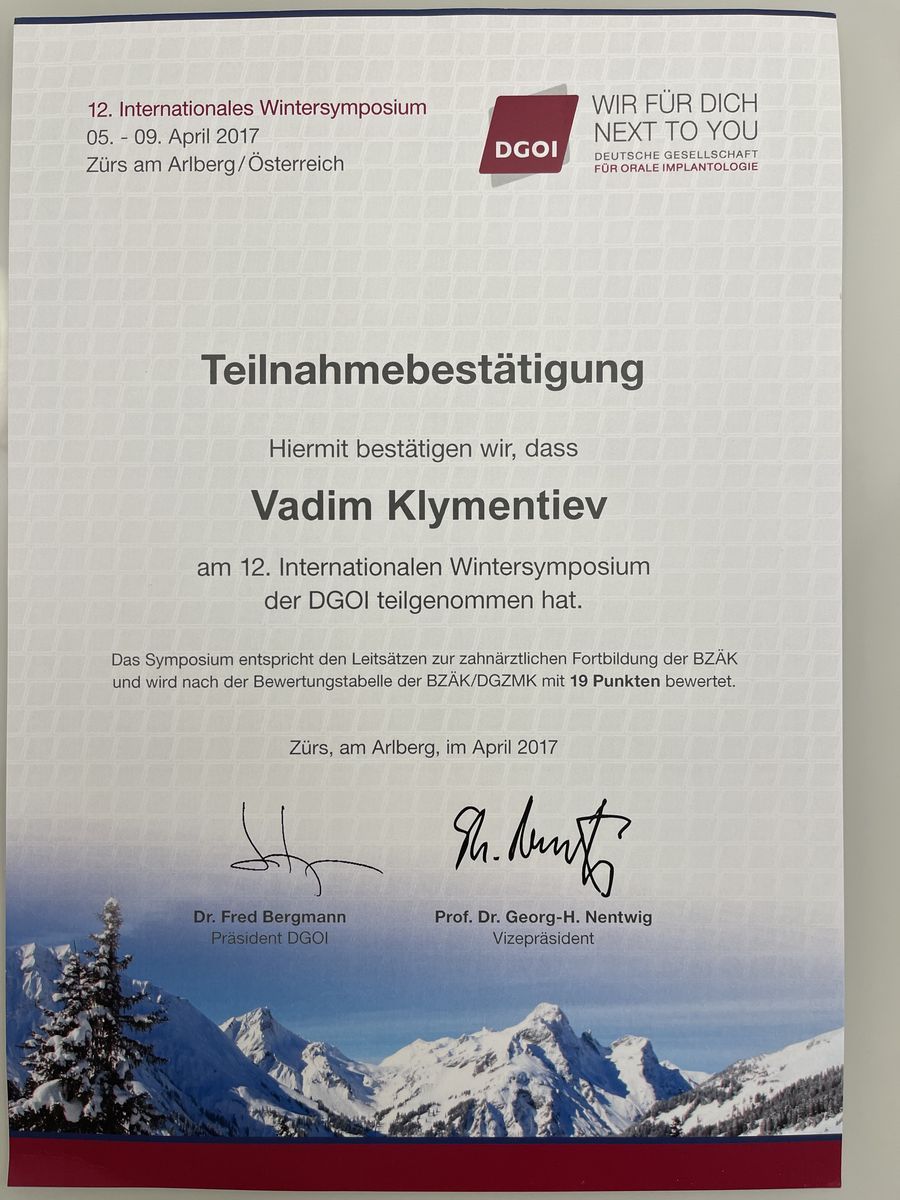 12. Internationales Wintersymposium
05. - 09. April 2017
Zürs am Arlberg/Österreich
DGOI
WIR FÜR DICH
NEXT TO YOU
DEUTSCHE GESELLSCHAFT
FÜR ORALE IMPLANTOLOGIE
Teilnahmebestätigung
Hiermit bestätigen wir, dass
Vadim Klymentiev
am 12. Internationalen Wintersymposium
der DGOI teilgenommen hat.
Das Symposium entspricht den Leitsätzen zur zahnärztlichen Fortbildung der BZÄK
und wird nach der Bewertungstabelle der BZÄK/DGZMK mit 19 Punkten bewertet.
Zürs, am Arlberg, im April 2017
Dr. Fred Bergmann
Präsident DGOI
Prof. Dr. Georg-H. Nentwig
Vizepräsident